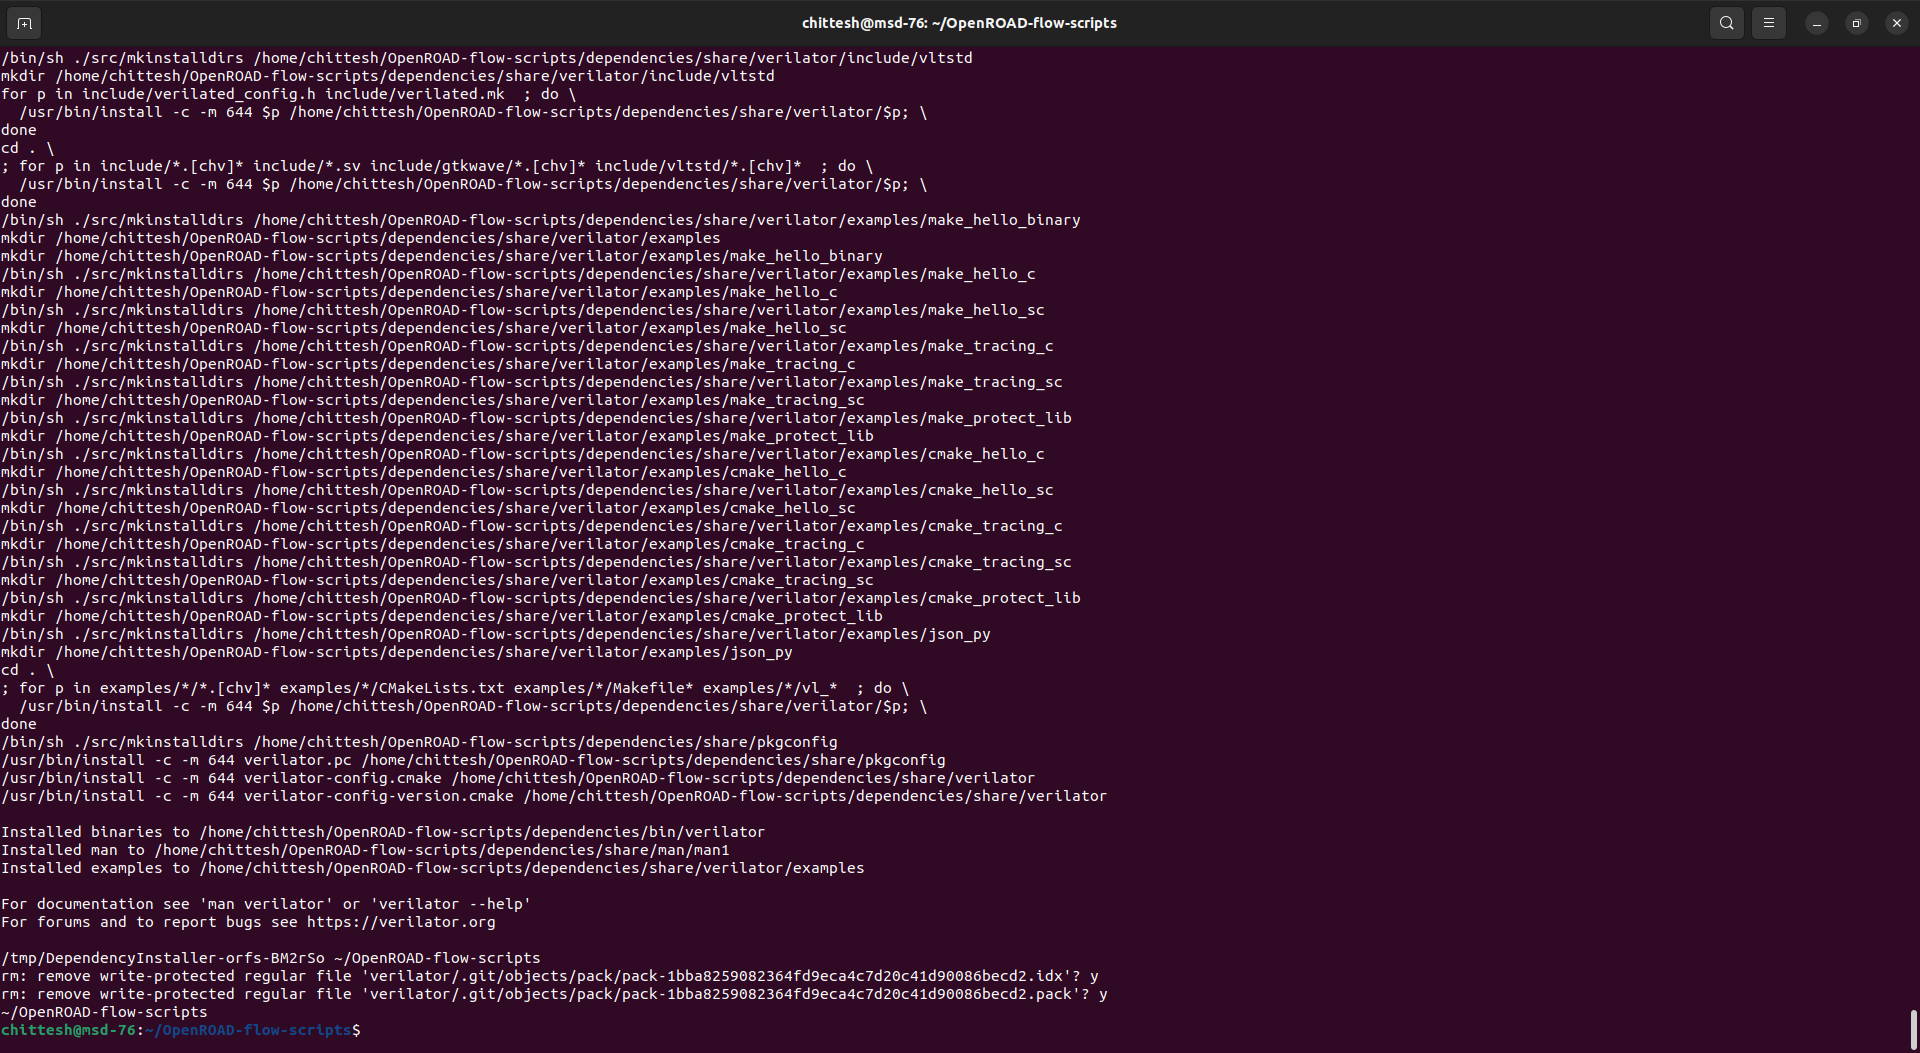 chittesh@msd-76: ~/OpenROAD-flow-scripts
/bin/sh ./src/mkinstalldirs /home/chittesh/OpenROAD-flow-scripts/dependencies/share/verilator/include/vltstd
mkdir /home/chittesh/OpenROAD-flow-scripts/dependencies/share/verilator/include/vltstd
for p in include/verilated_config.h include/verilated.mk  ; do \
  /usr/bin/install -c -m 644 $p /home/chittesh/OpenROAD-flow-scripts/dependencies/share/verilator/$p; \
done
cd . \
; for p in include/*.[chv]* include/*.sv include/gtkwave/*.[chv]* include/vltstd/*.[chv]*  ; do \
  /usr/bin/install -c -m 644 $p /home/chittesh/OpenROAD-flow-scripts/dependencies/share/verilator/$p; \
done
/bin/sh ./src/mkinstalldirs /home/chittesh/OpenROAD-flow-scripts/dependencies/share/verilator/examples/make_hello_binary
mkdir /home/chittesh/OpenROAD-flow-scripts/dependencies/share/verilator/examples
mkdir /home/chittesh/OpenROAD-flow-scripts/dependencies/share/verilator/examples/make_hello_binary
/bin/sh ./src/mkinstalldirs /home/chittesh/OpenROAD-flow-scripts/dependencies/share/verilator/examples/make_hello_c
mkdir /home/chittesh/OpenROAD-flow-scripts/dependencies/share/verilator/examples/make_hello_c
/bin/sh ./src/mkinstalldirs /home/chittesh/OpenROAD-flow-scripts/dependencies/share/verilator/examples/make_hello_sc
mkdir /home/chittesh/OpenROAD-flow-scripts/dependencies/share/verilator/examples/make_hello_sc
/bin/sh ./src/mkinstalldirs /home/chittesh/OpenROAD-flow-scripts/dependencies/share/verilator/examples/make_tracing_c
mkdir /home/chittesh/OpenROAD-flow-scripts/dependencies/share/verilator/examples/make_tracing_c
/bin/sh ./src/mkinstalldirs /home/chittesh/OpenROAD-flow-scripts/dependencies/share/verilator/examples/make_tracing_sc
mkdir /home/chittesh/OpenROAD-flow-scripts/dependencies/share/verilator/examples/make_tracing_sc
/bin/sh ./src/mkinstalldirs /home/chittesh/OpenROAD-flow-scripts/dependencies/share/verilator/examples/make_protect_lib
mkdir /home/chittesh/OpenROAD-flow-scripts/dependencies/share/verilator/examples/make_protect_lib
/bin/sh ./src/mkinstalldirs /home/chittesh/OpenROAD-flow-scripts/dependencies/share/verilator/examples/cmake_hello_c
mkdir /home/chittesh/OpenROAD-flow-scripts/dependencies/share/verilator/examples/cmake_hello_c
/bin/sh ./src/mkinstalldirs /home/chittesh/OpenROAD-flow-scripts/dependencies/share/verilator/examples/cmake_hello_sc
mkdir /home/chittesh/OpenROAD-flow-scripts/dependencies/share/verilator/examples/cmake_hello_sc
/bin/sh ./src/mkinstalldirs /home/chittesh/OpenROAD-flow-scripts/dependencies/share/verilator/examples/cmake_tracing_c
mkdir /home/chittesh/OpenROAD-flow-scripts/dependencies/share/verilator/examples/cmake_tracing_c
/bin/sh ./src/mkinstalldirs /home/chittesh/OpenROAD-flow-scripts/dependencies/share/verilator/examples/cmake_tracing_sc
mkdir /home/chittesh/OpenROAD-flow-scripts/dependencies/share/verilator/examples/cmake_tracing_sc
/bin/sh ./src/mkinstalldirs /home/chittesh/OpenROAD-flow-scripts/dependencies/share/verilator/examples/cmake_protect_lib
mkdir /home/chittesh/OpenROAD-flow-scripts/dependencies/share/verilator/examples/cmake_protect_lib
/bin/sh ./src/mkinstalldirs /home/chittesh/OpenROAD-flow-scripts/dependencies/share/verilator/examples/json_py
mkdir /home/chittesh/OpenROAD-flow-scripts/dependencies/share/verilator/examples/json_py
cd . \
; for p in examples/*/*.[chv]* examples/*/CMakeLists.txt examples/*/Makefile* examples/*/vl_*  ; do \
  /usr/bin/install -c -m 644 $p /home/chittesh/OpenROAD-flow-scripts/dependencies/share/verilator/$p; \
done
/bin/sh ./src/mkinstalldirs /home/chittesh/OpenROAD-flow-scripts/dependencies/share/pkgconfig
/usr/bin/install -c -m 644 verilator.pc /home/chittesh/OpenROAD-flow-scripts/dependencies/share/pkgconfig
/usr/bin/install -c -m 644 verilator-config.cmake /home/chittesh/OpenROAD-flow-scripts/dependencies/share/verilator
/usr/bin/install -c -m 644 verilator-config-version.cmake /home/chittesh/OpenROAD-flow-scripts/dependencies/share/verilator

Installed binaries to /home/chittesh/OpenROAD-flow-scripts/dependencies/bin/verilator
Installed man to /home/chittesh/OpenROAD-flow-scripts/dependencies/share/man/man1
Installed examples to /home/chittesh/OpenROAD-flow-scripts/dependencies/share/verilator/examples

For documentation see 'man verilator' or 'verilator --help'
For forums and to report bugs see https://verilator.org

/tmp/DependencyInstaller-orfs-BM2rSo ~/OpenROAD-flow-scripts
rm: remove write-protected regular file 'verilator/.git/objects/pack/pack-1bba8259082364fd9eca4c7d20c41d90086becd2.idx'? y
rm: remove write-protected regular file 'verilator/.git/objects/pack/pack-1bba8259082364fd9eca4c7d20c41d90086becd2.pack'? y
~/OpenROAD-flow-scripts
chittesh@msd-76:~/OpenROAD-flow-scripts$